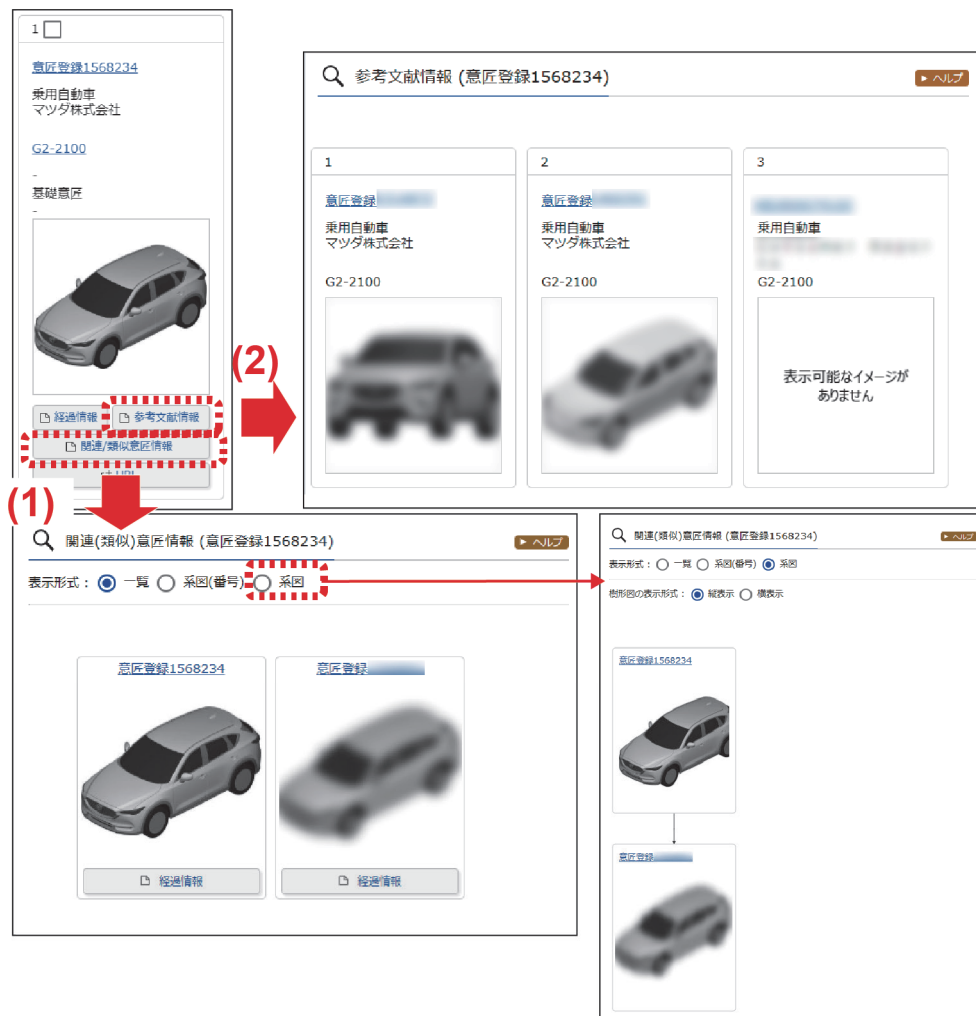 1
意匠登録1568234
乗用自動車
マツダ株式会社
G2-2100
-
基礎意匠
-
経過情報
参考文献情報
関連/類似意匠情報
(1)
(2)
参考文献情報 (意匠登録1568234)
ヘルプ
1
意匠登録
乗用自動車
マツダ株式会社
G2-2100
2
意匠登録
乗用自動車
マツダ株式会社
G2-2100
3
乗用自動車
G2-2100
表示可能なイメージが
ありません
関連(類似)意匠情報 (意匠登録1568234)
ヘルプ
表示形式： 一覧 系図(番号) 系図
意匠登録1568234
経過情報
意匠登録
経過情報
関連(類似)意匠情報 (意匠登録1568234)
ヘルプ
表示形式： 一覧 系図(番号) 系図
樹形図の表示形式： 縦表示 横表示
意匠登録1568234
意匠登録